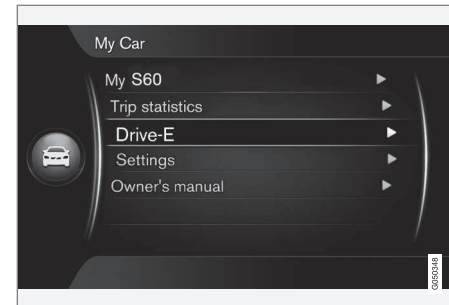 My Car
My S60
Trip statistics
Drive-E
Settings
Owner's manual
G050348